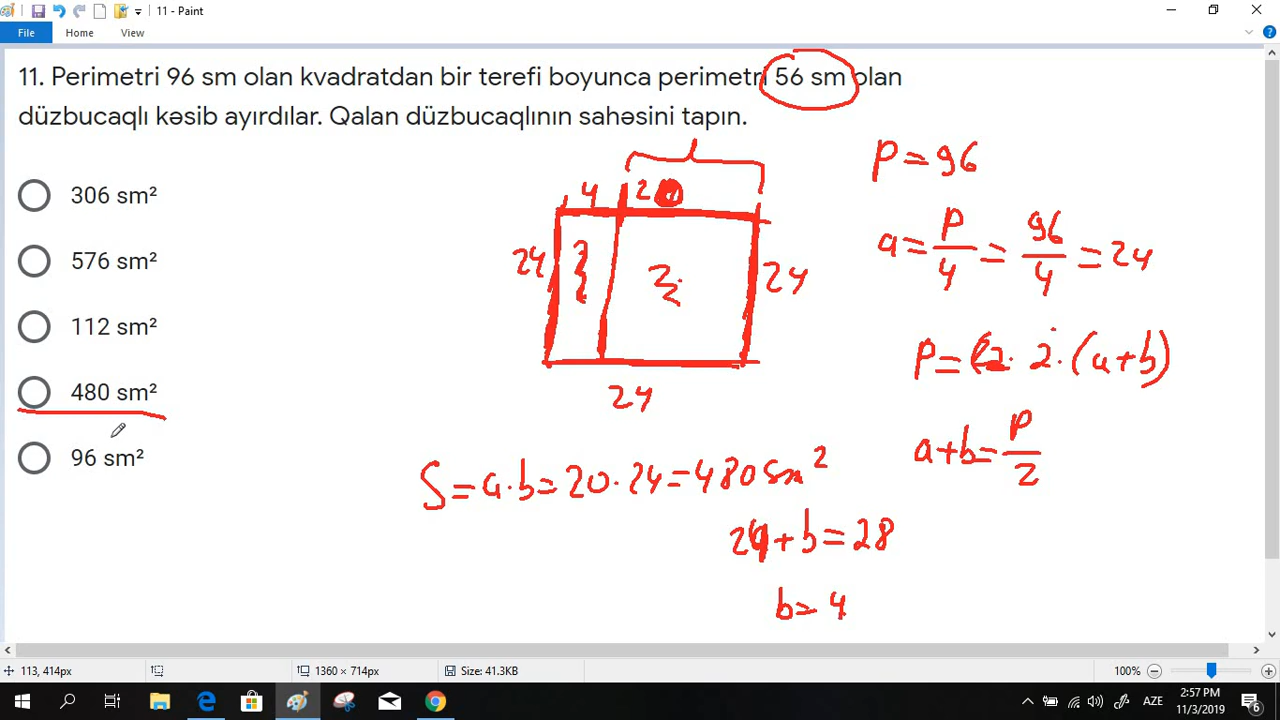 11 - Paint
File Home View
11. Perimetri 96 sm olan kvadratdan bir terefi boyunca perimetri 56 sm olan
düzbucaqlı kəsib ayırdılar. Qalan düzbucaqlının sahəsini tapın.
306 sm²
576 sm²
112 sm²
480 sm²
96 sm²
4 20
24
24
24
P=96
a=P/4=96/4=24
P= 2·(a+b)
a+b=P/2
S=a·b=20·24=480sm²
24+b=28
b=4
113, 414px 1360 × 714px Size: 41.3KB 100%
AZE 2:57 PM
11/3/2019 6